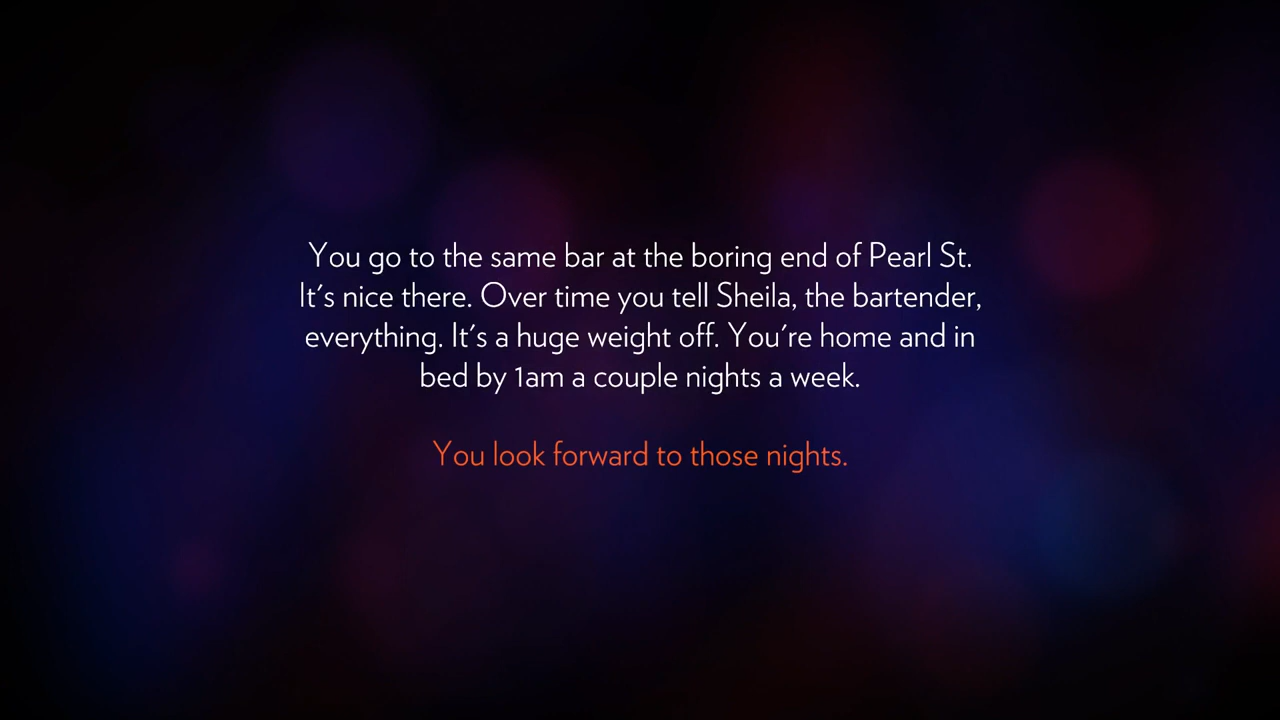 You go to the same bar at the boring end of Pearl St.
It's nice there. Over time you tell Sheila, the bartender,
everything. It's a huge weight off. You're home and in
bed by 1am a couple nights a week.
You look forward to those nights.